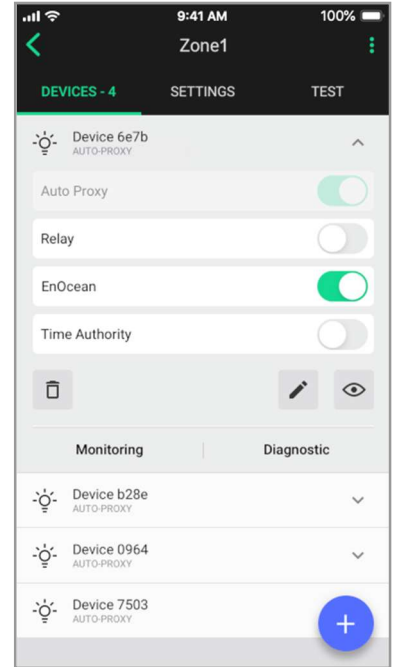 9:41 AM
100%
Zone1
DEVICES - 4
SETTINGS
TEST
Device 6e7b
AUTO-PROXY
Auto Proxy
Relay
EnOcean
Time Authority
Monitoring
Diagnostic
Device b28e
AUTO-PROXY
Device 0964
AUTO-PROXY
Device 7503
AUTO-PROXY